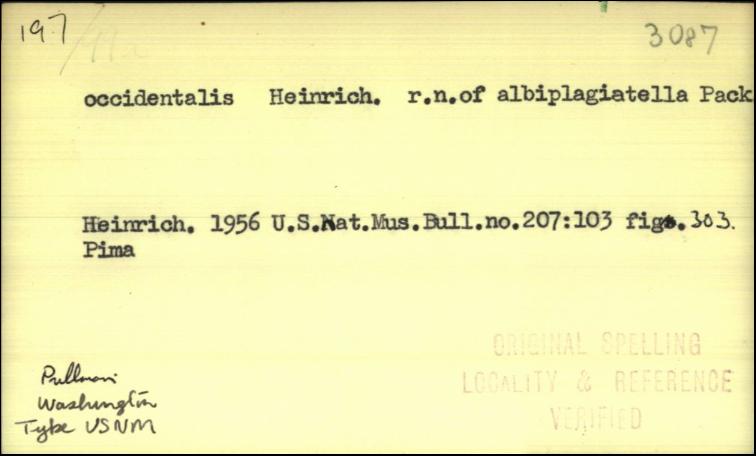 197
3087
occidentalis Heinrich. r.n.of albiplagiatella Pack
Heinrich. 1956 U.S.Nat.Mus.Bull.no.207:103 figs.303.
Pima
ORIGINAL SPELLING
LOCALITY & REFERENCE
VERIFIED
Pullman
Washington
Type USNM